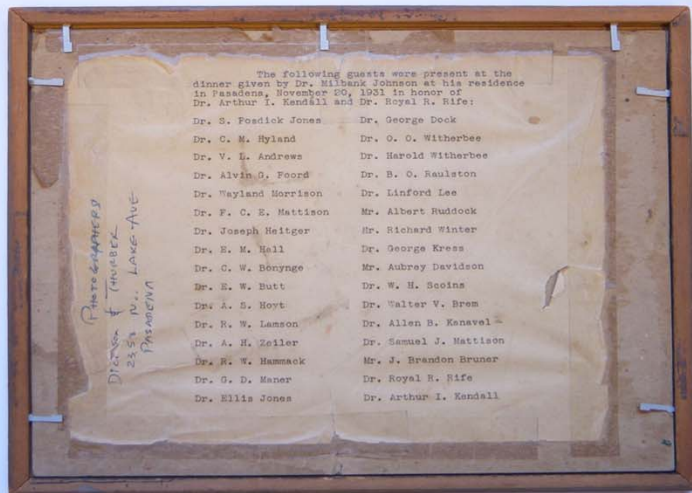 The following guests were present at the
dinner given by Dr. Milbank Johnson at his residence
in Pasadena, November 20, 1931 in honor of
Dr. Arthur I. Kendall and Dr. Royal R. Rife:
Dr. S. Fosdick Jones Dr. George Dock
Dr. C. M. Hyland Dr. O. O. Witherbee
Dr. V. L. Andrews Dr. Harold Witherbee
Dr. Alvin G. Foord Dr. B. O. Raulston
Dr. Wayland Morrison Dr. Linford Lee
Dr. F. C. E. Mattison Mr. Albert Ruddock
Dr. Joseph Heitger Mr. Richard Winter
Dr. E. M. Hall Dr. George Kress
Dr. C. W. Bonynge Mr. Aubrey Davidson
Dr. E. W. Butt Dr. W. H. Scoins
Dr. A. S. Hoyt Dr. Walter V. Brem
Dr. R. W. Lamson Dr. Allen B. Kanavel
Dr. A. H. Zeiler Dr. Samuel J. Mattison
Dr. R. W. Hammack Mr. J. Brandon Bruner
Dr. G. D. Maner Dr. Royal R. Rife
Dr. Ellis Jones Dr. Arthur I. Kendall
PHOTOGRAPHERS
& THURBER
No. LAKE AVE
PASADENA